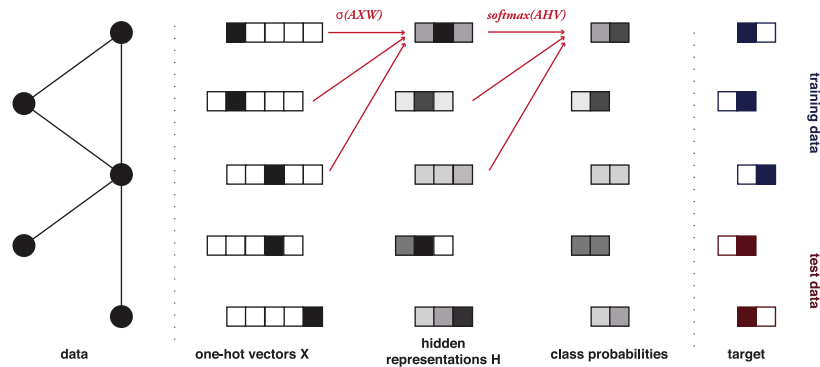 σ(AXW)
softmax(AHV)
training data
test data
data
one-hot vectors X
hidden
representations H
class probabilities
target